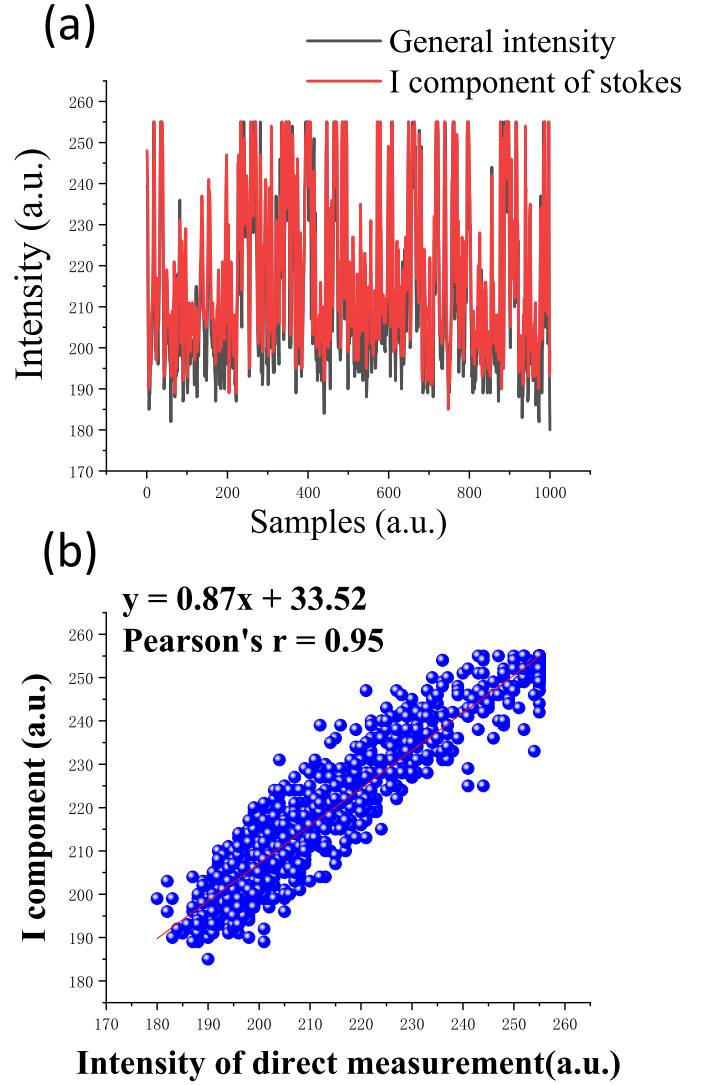 (a)
General intensity
I component of stokes
260
250
240
230
220
210
200
190
180
170
Intensity (a.u.)
0 200 400 600 800 1000
Samples (a.u.)
(b)
y = 0.87x + 33.52
Pearson's r = 0.95
260
250
240
230
220
210
200
190
180
I component (a.u.)
170 180 190 200 210 220 230 240 250 260
Intensity of direct measurement(a.u.)